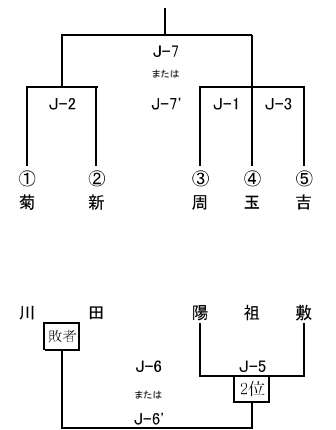 J-7
または
J-2 J-7' J-1 J-3
① ② ③ ④ ⑤
菊 新 周 玉 吉
川 田 陽 祖 敷
敗者
J-6 J-5
または 2位
J-6'